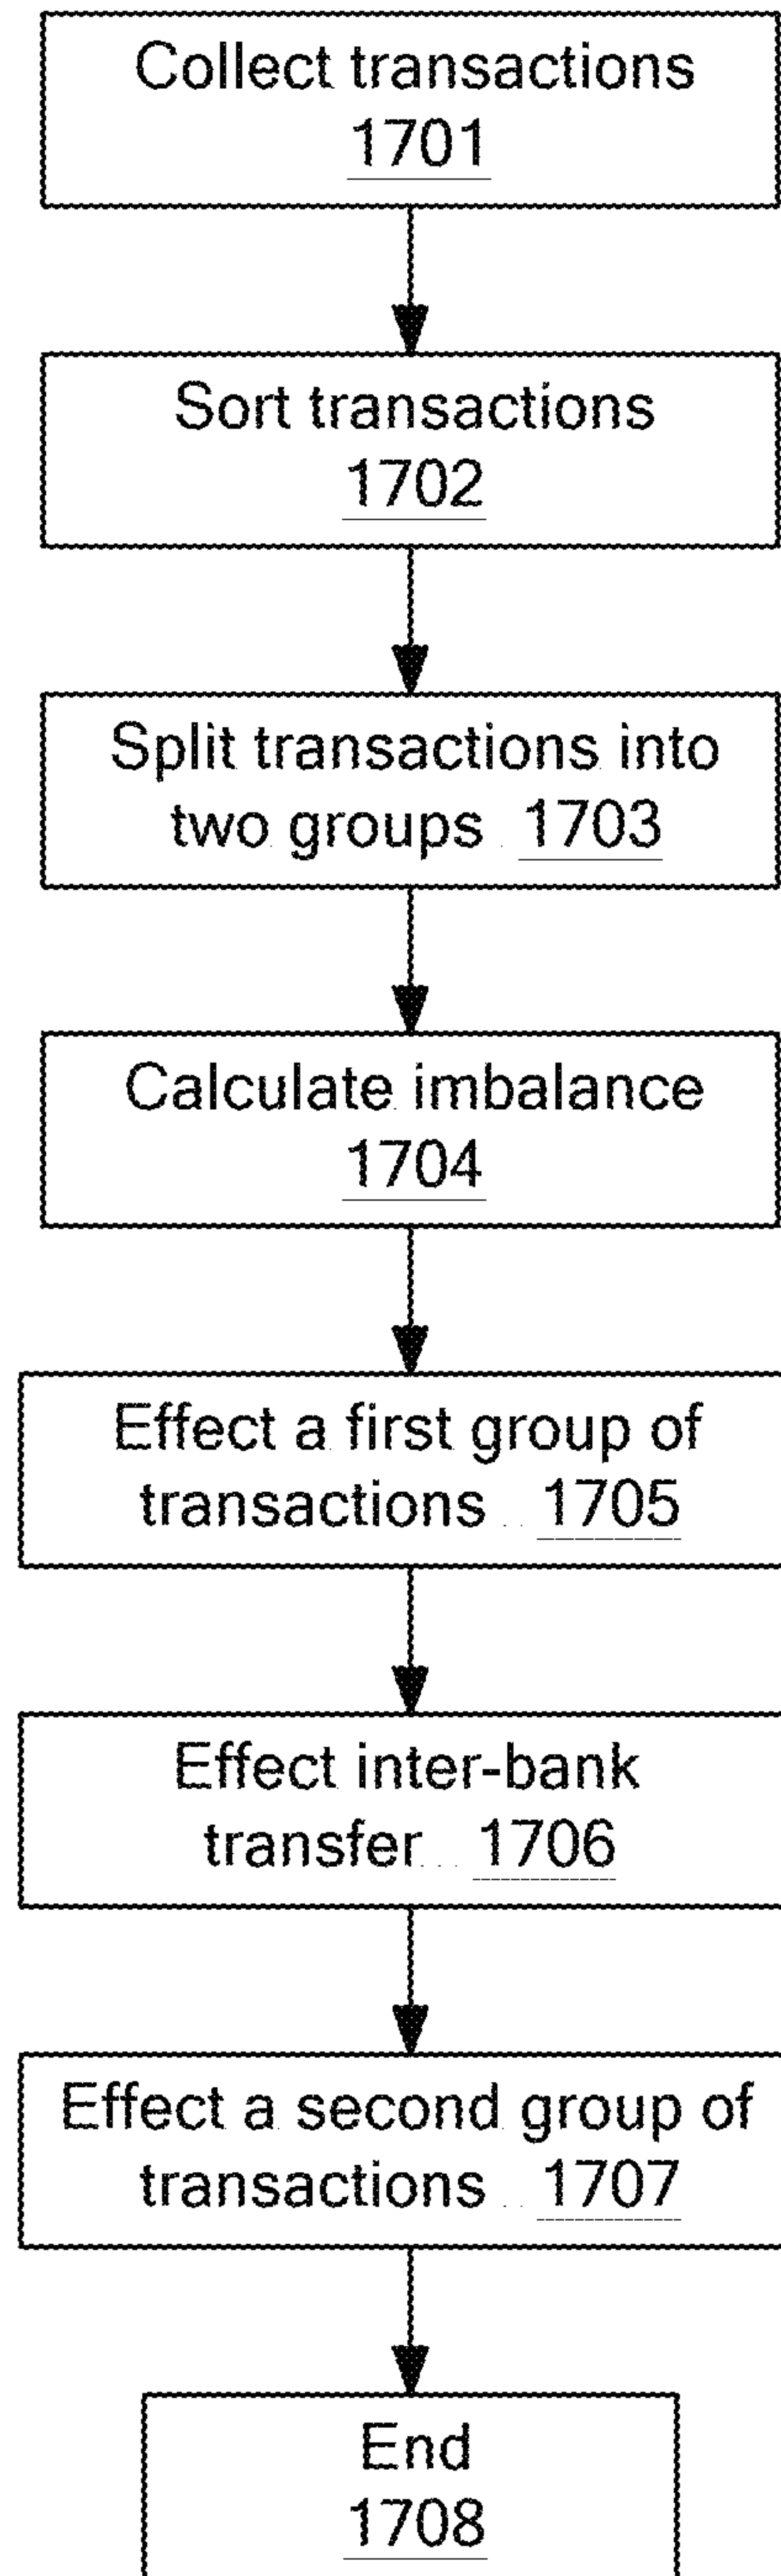 Collect transactions
1701
Sort transactions
1702
Split transactions into
two groups 1703
Calculate imbalance
1704
Effect a first group of
transactions 1705
Effect inter-bank
transfer 1706
Effect a second group of
transactions 1707
End
1708